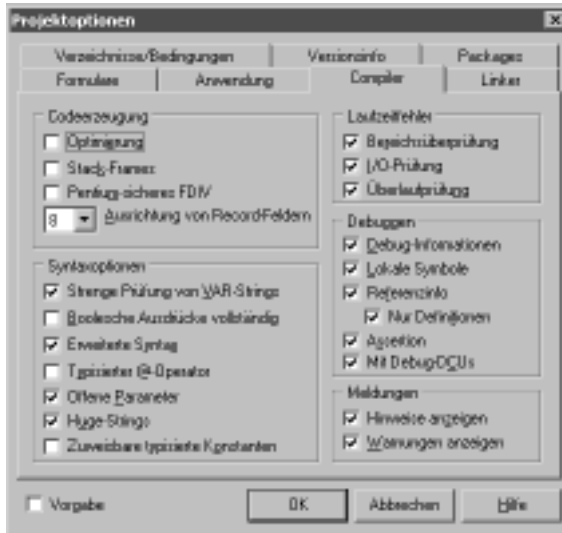 Projektoptionen
Verzeichnisse/Bedingungen Versionsinfo Packages
Formulare Anwendung Compiler Linker
Codeerzeugung
Optimierung
Stack-Frames
Pentium-sicheres FDIV
8 Ausrichtung von Record-Feldern
Syntaxoptionen
Strenge Prüfung von VAR-Strings
Boolesche Ausdrücke vollständig
Erweiterte Syntax
Typisierter @-Operator
Offene Parameter
Huge-Strings
Zuweisbare typisierte Konstanten
Laufzeitfehler
Bereichsüberprüfung
I/O-Prüfung
Überlaufprüfung
Debuggen
Debug-Informationen
Lokale Symbole
Referenzinfo
Nur Definitionen
Assertion
Mit Debug-DCUs
Meldungen
Hinweise anzeigen
Warnungen anzeigen
Vorgabe OK Abbrechen Hilfe